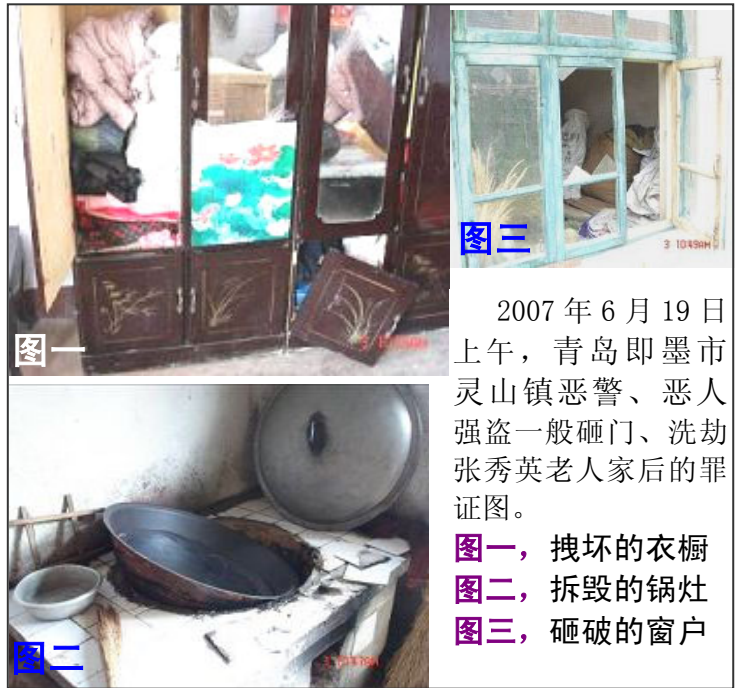 图一
图三
3 10:49AM
2007 年 6 月 19 日
上午，青岛即墨市
灵山镇恶警、恶人
强盗一般砸门、洗劫
张秀英老人家后的罪
证图。
图一，拽坏的衣橱
图二，拆毁的锅灶
图三，砸破的窗户
图二